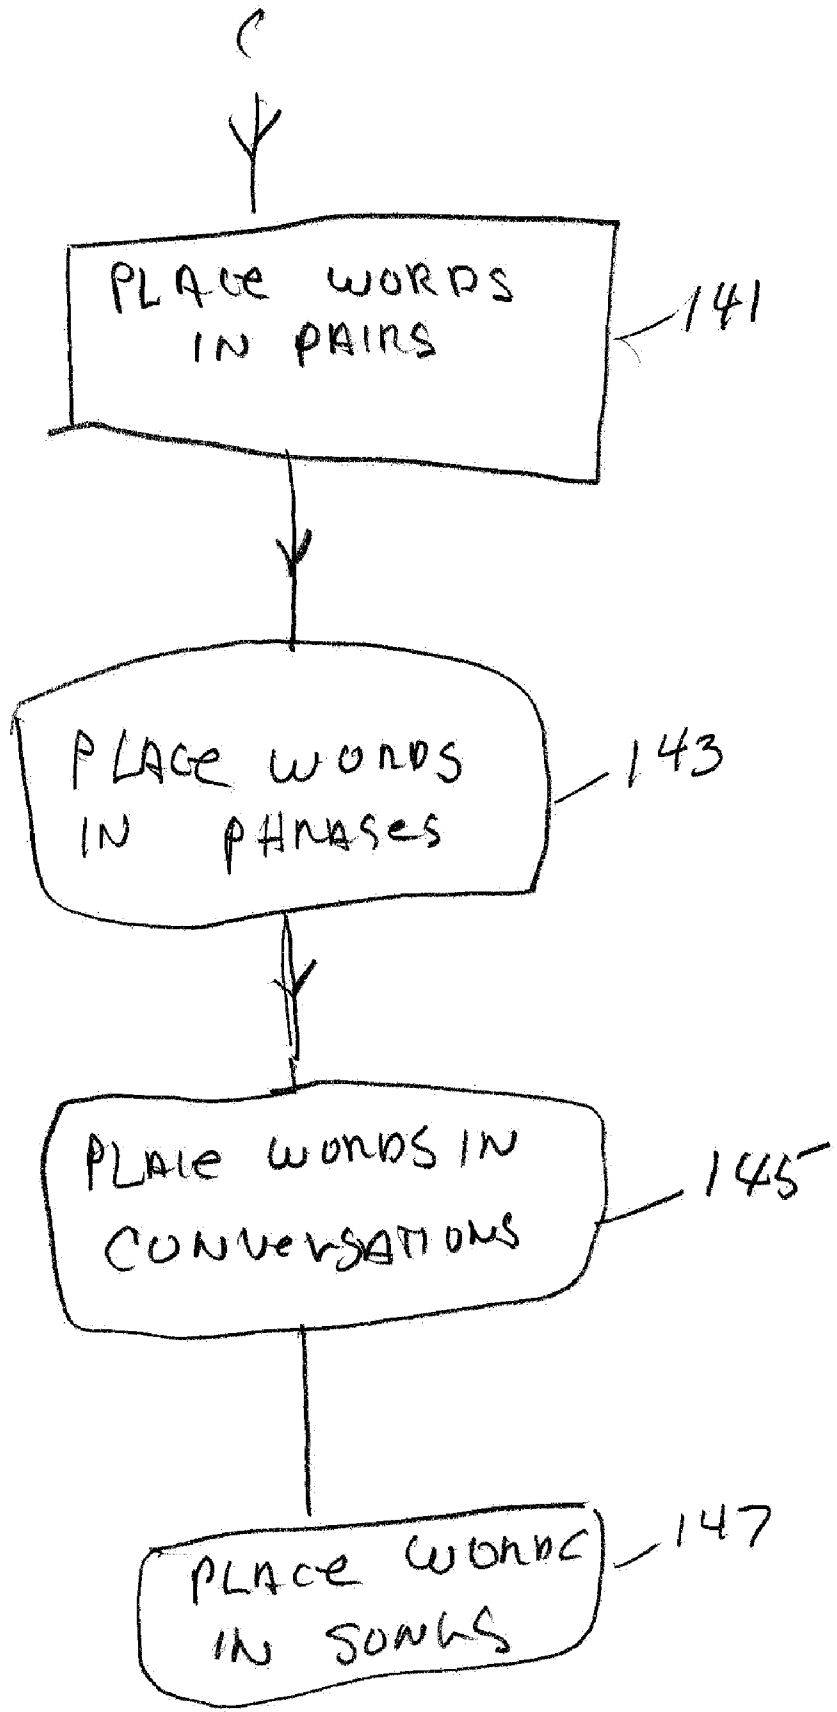 C
PLACE WORDS
IN PAIRS
141
PLACE WORDS
IN PHRASES
143
PLACE WORDS IN
CONVERSATIONS
145
PLACE WORDS
IN SONGS
147